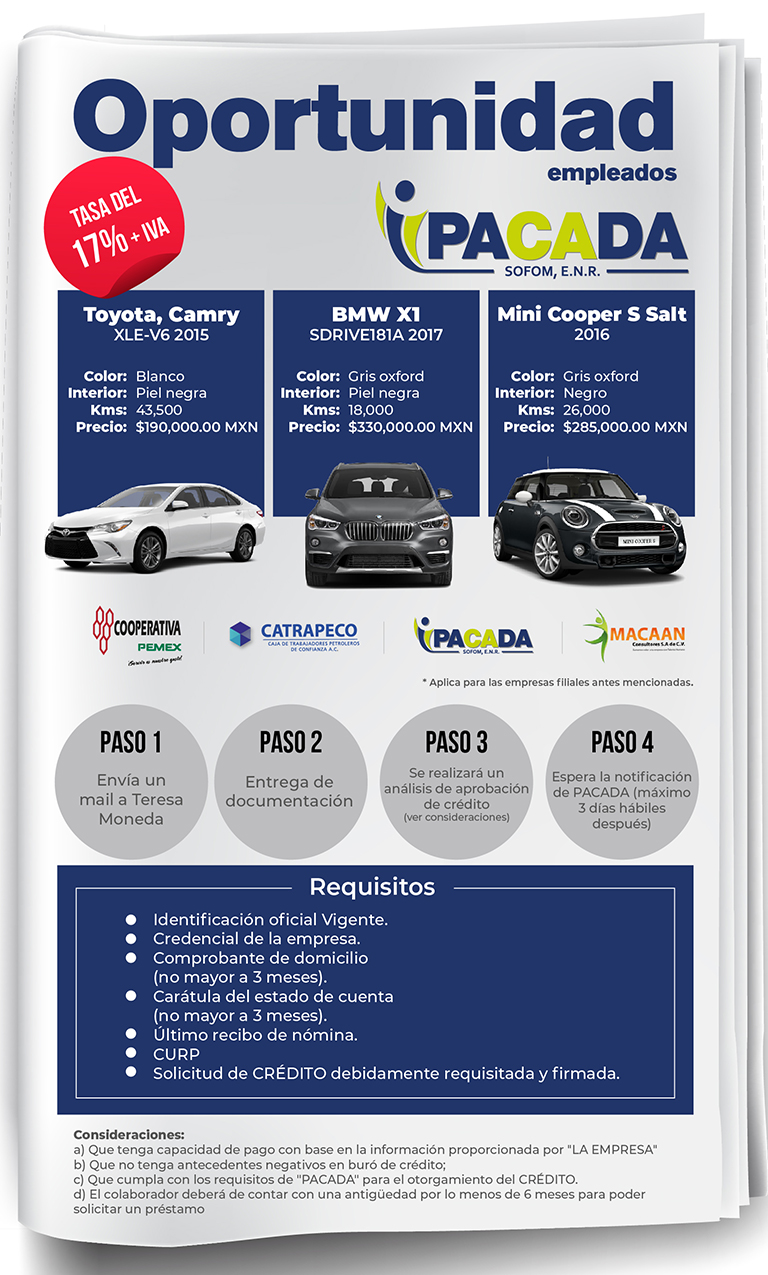 Oportunidad
empleados
TASA DEL
17% + IVA
PACADA
SOFOM, E.N.R.
Toyota, Camry
XLE-V6 2015
Color: Blanco
Interior: Piel negra
Kms: 43,500
Precio: $190,000.00 MXN
BMW X1
SDRIVE181A 2017
Color: Gris oxford
Interior: Piel negra
Kms: 18,000
Precio: $330,000.00 MXN
Mini Cooper S Salt
2016
Color: Gris oxford
Interior: Negro
Kms: 26,000
Precio: $285,000.00 MXN
MINI COOPER S
COOPERATIVA
PEMEX
¡Servir es nuestro gusto!
CATRAPECO
CAJA DE TRABAJADORES PETROLEROS
DE CONFIANZA A.C.
PACADA
SOFOM, E.N.R.
MACAAN
Consultores S.A de C.V.
* Aplica para las empresas filiales antes mencionadas.
PASO 1
Envía un
mail a Teresa
Moneda
PASO 2
Entrega de
documentación
PASO 3
Se realizará un
análisis de aprobación
de crédito
(ver consideraciones)
PASO 4
Espera la notificación
de PACADA (máximo
3 días hábiles
después)
Requisitos
● Identificación oficial Vigente.
● Credencial de la empresa.
● Comprobante de domicilio
(no mayor a 3 meses).
● Carátula del estado de cuenta
(no mayor a 3 meses).
● Último recibo de nómina.
● CURP
● Solicitud de CRÉDITO debidamente requisitada y firmada.
Consideraciones:
a) Que tenga capacidad de pago con base en la información proporcionada por "LA EMPRESA"
b) Que no tenga antecedentes negativos en buró de crédito;
c) Que cumpla con los requisitos de "PACADA" para el otorgamiento del CRÉDITO.
d) El colaborador deberá de contar con una antigüedad por lo menos de 6 meses para poder
solicitar un préstamo